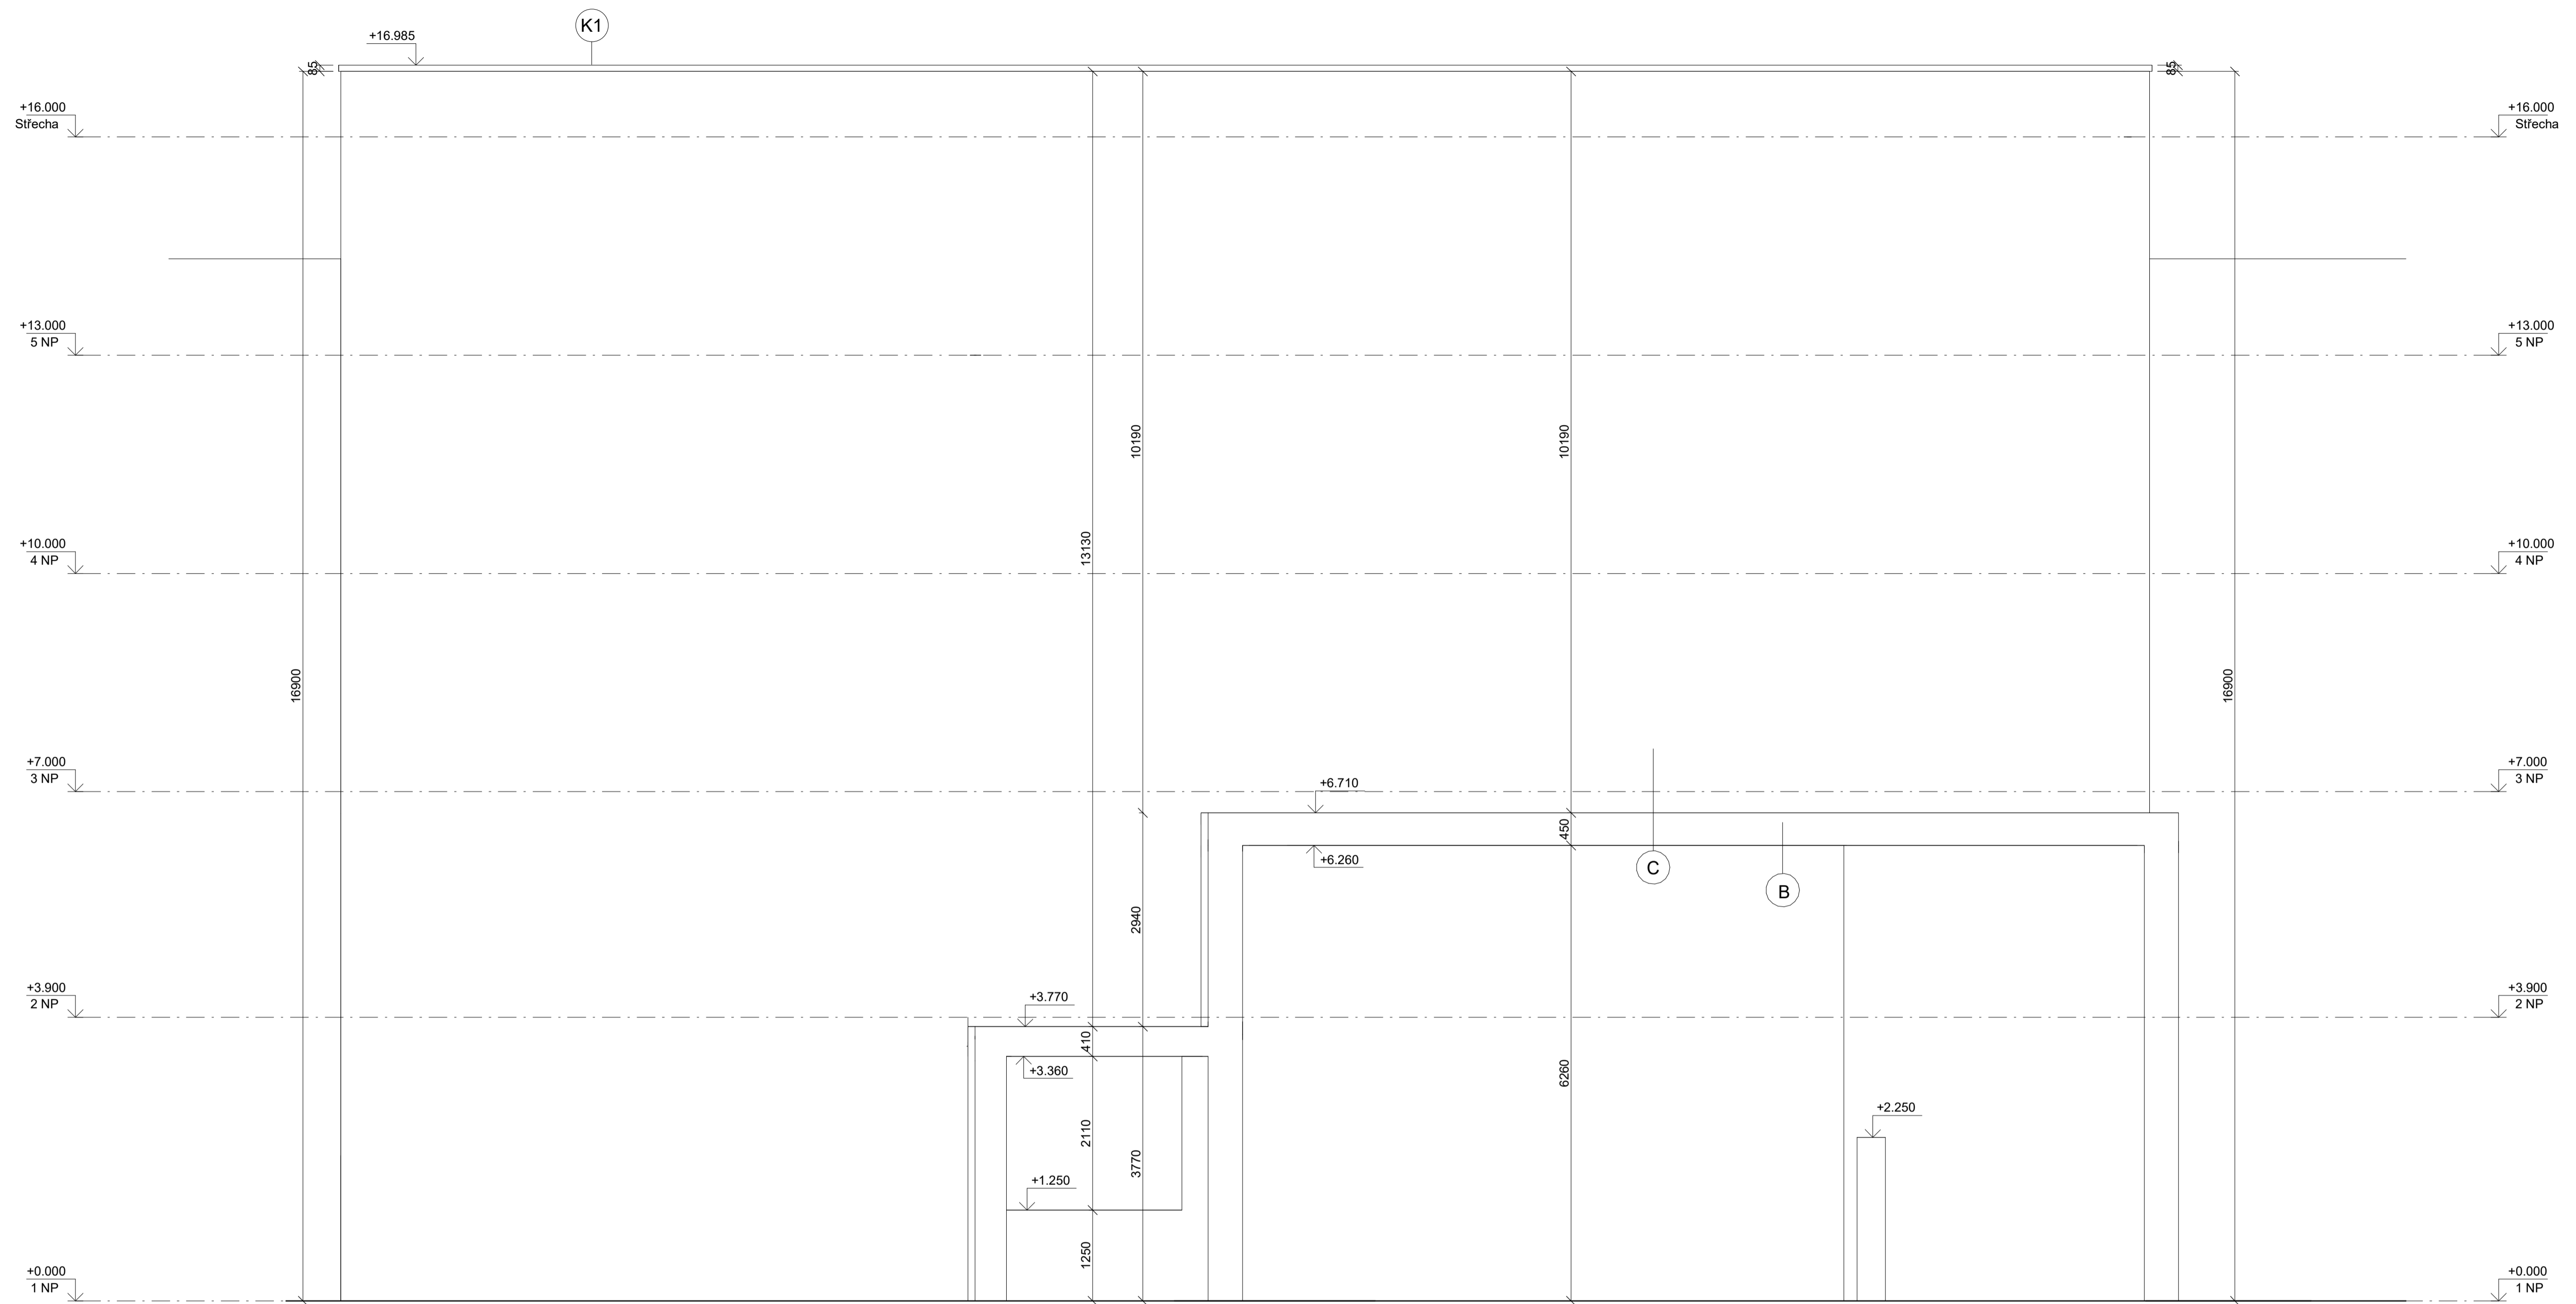 K1
+16.985
85
85
+16.000
Střecha
+16.000
Střecha
+13.000
5 NP
+13.000
5 NP
10190
10190
13130
+10.000
4 NP
+10.000
4 NP
16900
16900
+7.000
3 NP
+7.000
3 NP
+6.710
450
+6.260
C
B
2940
+3.900
2 NP
+3.900
2 NP
+3.770
410
+3.360
6260
2110
+2.250
3770
+1.250
1250
+0.000
1 NP
+0.000
1 NP